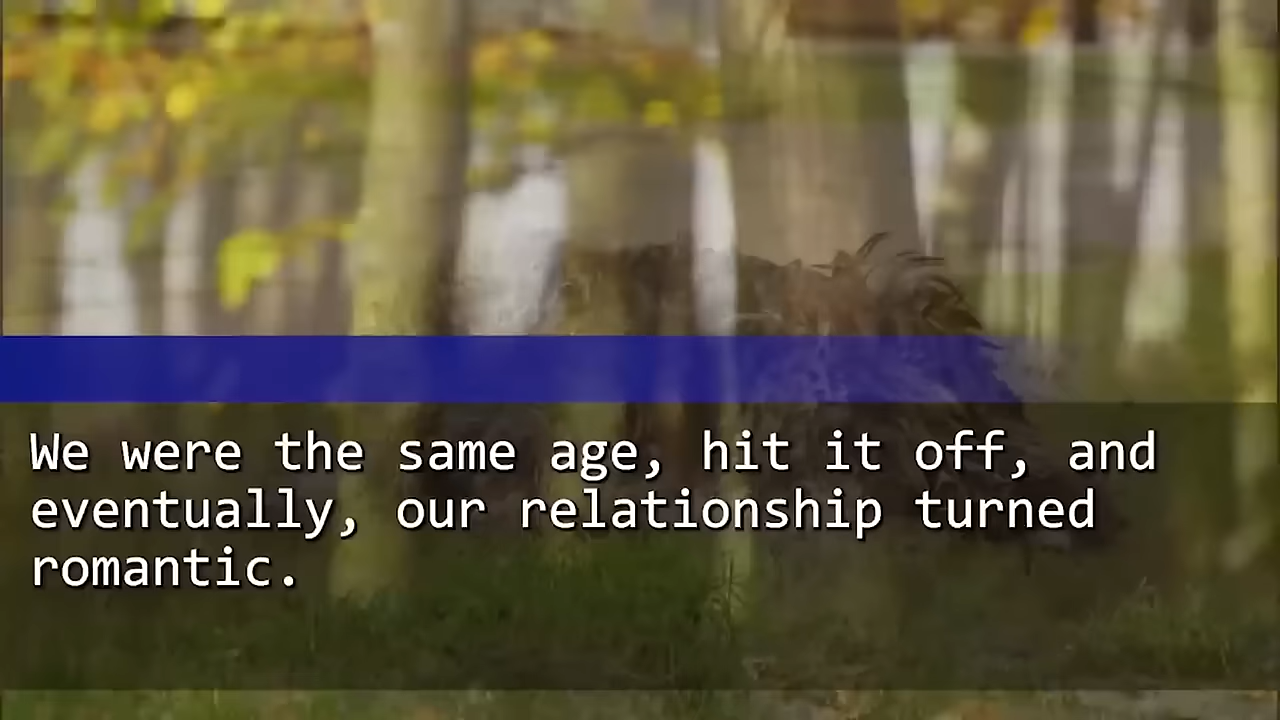 We were the same age, hit it off, and
eventually, our relationship turned
romantic.